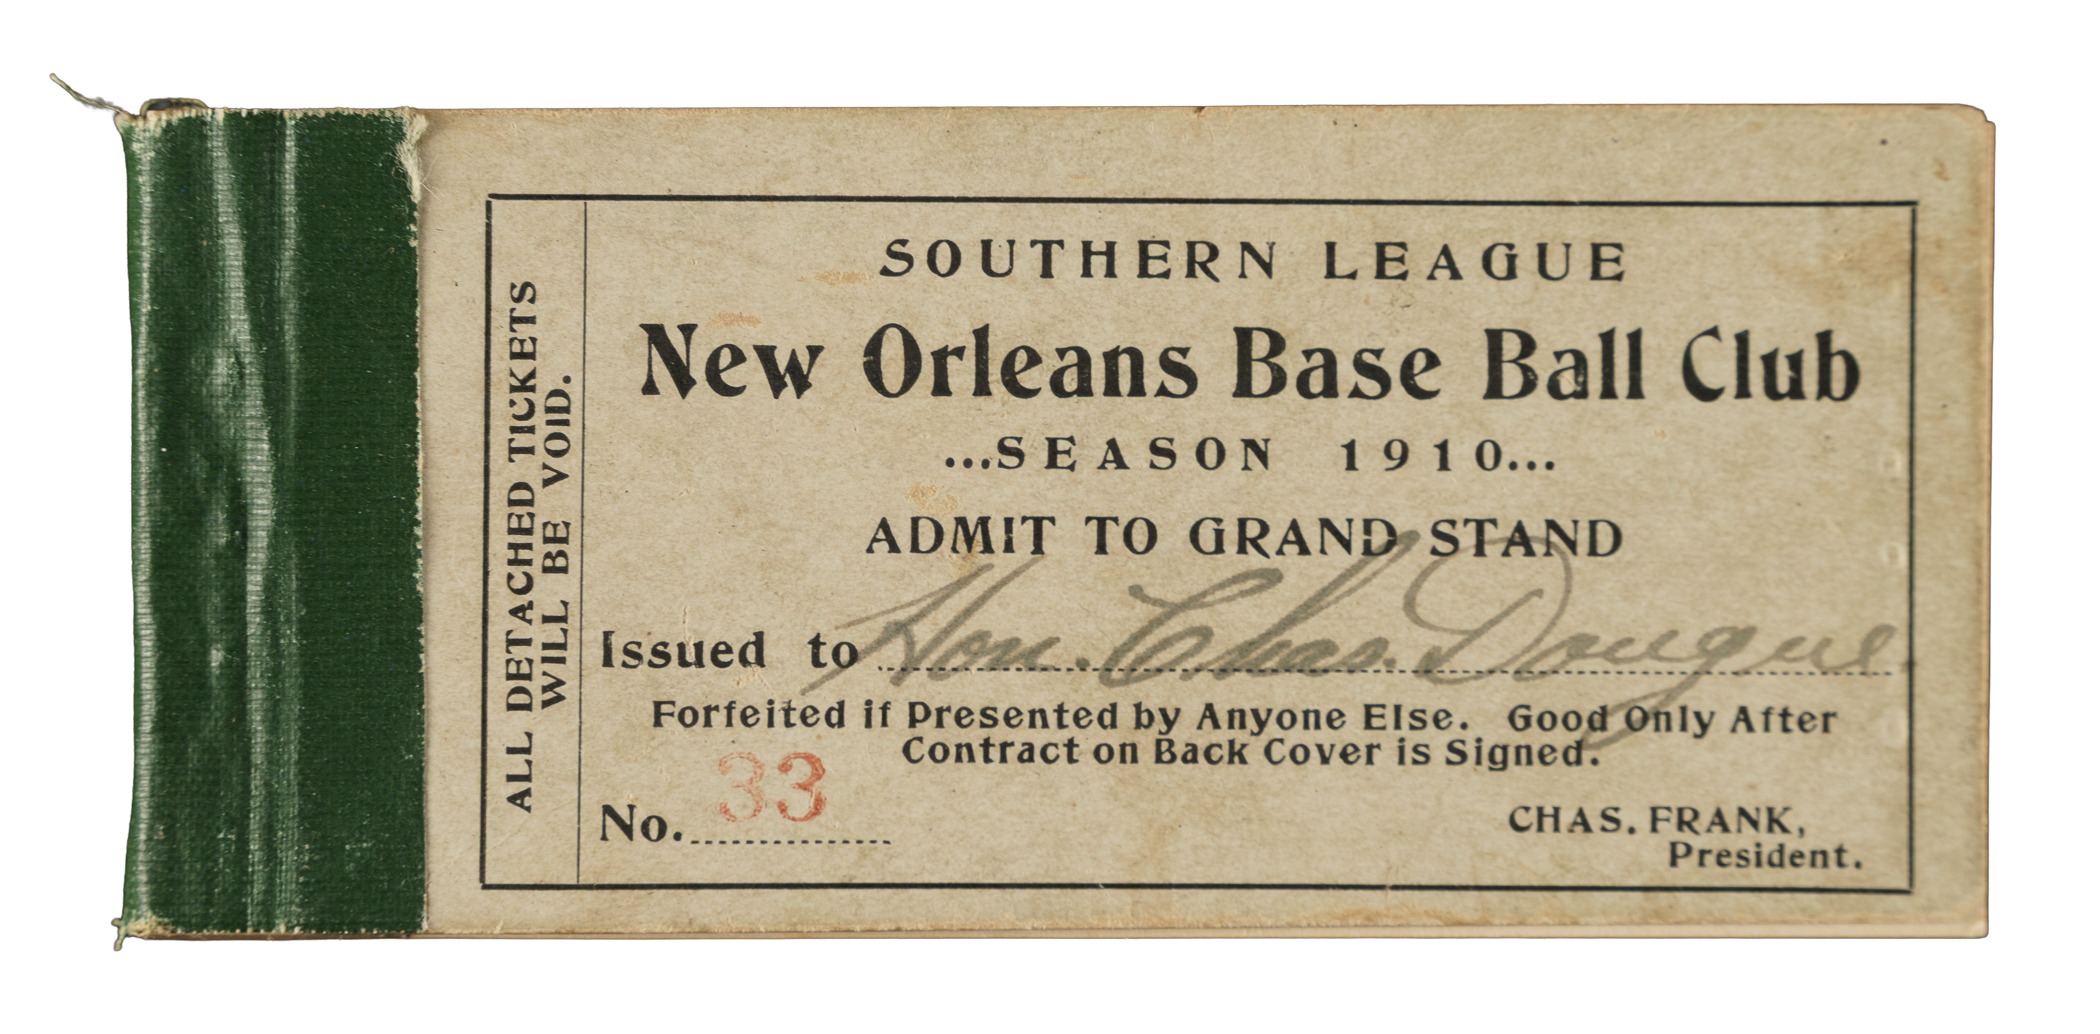 ALL DETACHED TICKETS
WILL BE VOID.
SOUTHERN LEAGUE
New Orleans Base Ball Club
...SEASON 1910...
ADMIT TO GRAND STAND
Issued to Hon. Chas. Dougue.
Forfeited if Presented by Anyone Else. Good Only After
Contract on Back Cover is Signed.
No. 33
CHAS. FRANK,
President.